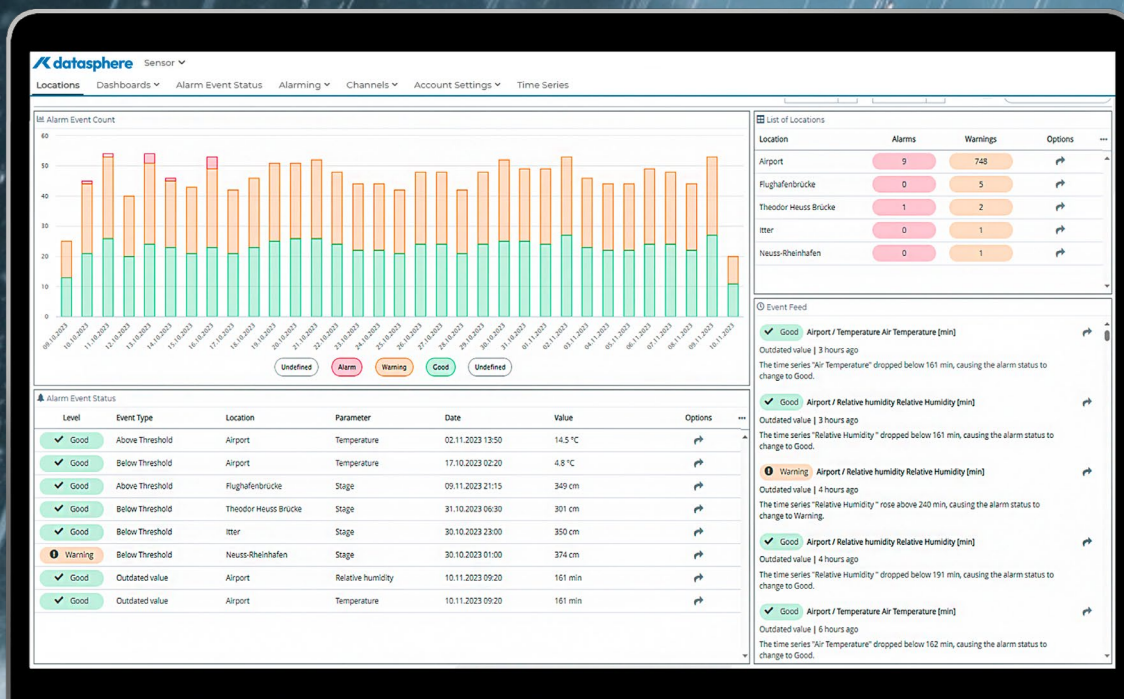 datasphere Sensor
Locations Dashboards Alarm Event Status Alarming Channels Account Settings Time Series
Alarm Event Count
60
50
40
30
20
10
0
09.10.2023 10.10.2023 11.10.2023 12.10.2023 13.10.2023 14.10.2023 15.10.2023 16.10.2023 17.10.2023 18.10.2023 19.10.2023 20.10.2023 21.10.2023 22.10.2023 23.10.2023 24.10.2023 25.10.2023 26.10.2023 27.10.2023 28.10.2023 29.10.2023 30.10.2023 31.10.2023 01.11.2023 02.11.2023 03.11.2023 04.11.2023 05.11.2023 06.11.2023 07.11.2023 08.11.2023 09.11.2023 10.11.2023
Undefined Alarm Warning Good Undefined
List of Locations
Location Alarms Warnings Options ...
Airport 9 748
Flughafenbrücke 0 5
Theodor Heuss Brücke 1 2
Itter 0 1
Neuss-Rheinhafen 0 1
Alarm Event Status
Level Event Type Location Parameter Date Value Options ...
Good Above Threshold Airport Temperature 02.11.2023 13:50 14.5 °C
Good Below Threshold Airport Temperature 17.10.2023 02:20 4.8 °C
Good Above Threshold Flughafenbrücke Stage 09.11.2023 21:15 349 cm
Good Below Threshold Theodor Heuss Brücke Stage 31.10.2023 06:30 301 cm
Good Below Threshold Itter Stage 30.10.2023 23:00 350 cm
Warning Below Threshold Neuss-Rheinhafen Stage 30.10.2023 01:00 374 cm
Good Outdated value Airport Relative humidity 10.11.2023 09:20 161 min
Good Outdated value Airport Temperature 10.11.2023 09:20 161 min
Event Feed
Good Airport / Temperature Air Temperature [min]
Outdated value | 3 hours ago
The time series "Air Temperature" dropped below 161 min, causing the alarm status to
change to Good.
Good Airport / Relative humidity Relative Humidity [min]
Outdated value | 3 hours ago
The time series "Relative Humidity " dropped below 161 min, causing the alarm status to
change to Good.
Warning Airport / Relative humidity Relative Humidity [min]
Outdated value | 4 hours ago
The time series "Relative Humidity " rose above 240 min, causing the alarm status to
change to Warning.
Good Airport / Relative humidity Relative Humidity [min]
Outdated value | 4 hours ago
The time series "Relative Humidity " dropped below 191 min, causing the alarm status to
change to Good.
Good Airport / Temperature Air Temperature [min]
Outdated value | 6 hours ago
The time series "Air Temperature" dropped below 162 min, causing the alarm status to
change to Good.